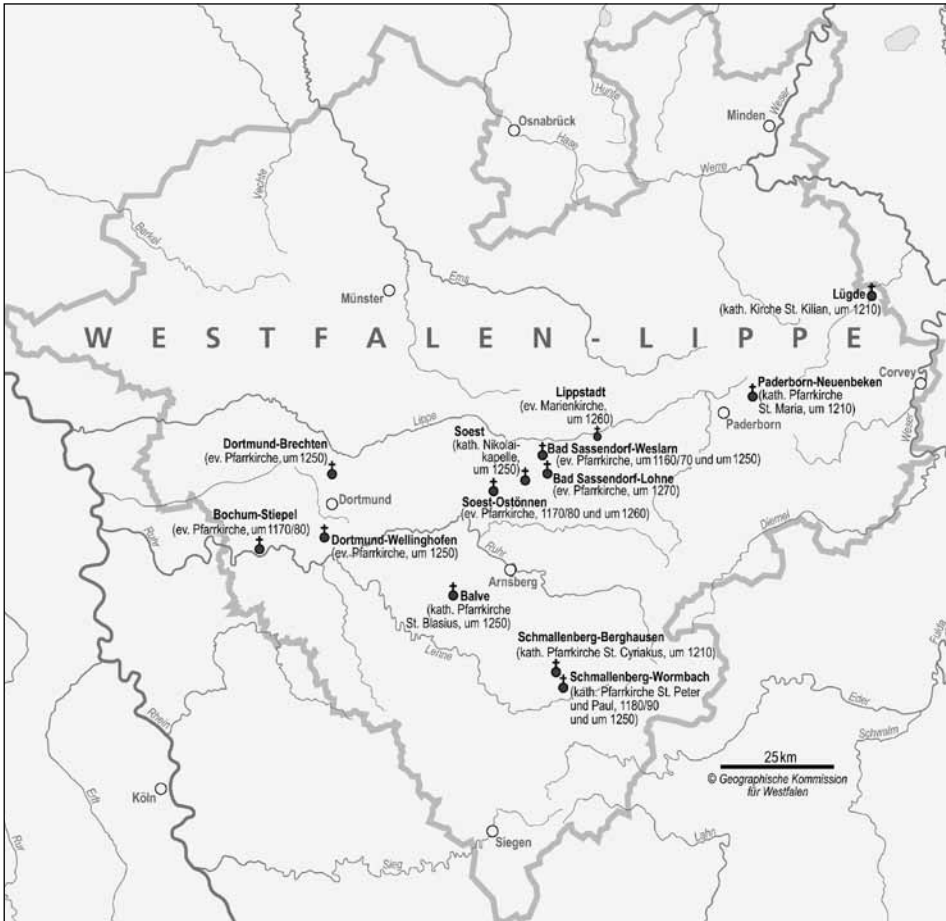 Osnabrück
Hunte
Hase
Minden
Weser
Werre
Vechte
Berkel
Ems
Münster
Lügde
(kath. Kirche St. Kilian, um 1210)
WESTFALEN-LIPPE
Corvey
Weser
Paderborn-Neuenbeken
(kath. Pfarrkirche
St. Maria, um 1210)
Paderborn
Lippstadt
(ev. Marienkirche,
um 1260)
Lippe
Soest
(kath. Nikolai-
kapelle,
um 1250)
Bad Sassendorf-Weslarn
(ev. Pfarrkirche, um 1160/70 und um 1250)
Bad Sassendorf-Lohne
(ev. Pfarrkirche, um 1270)
Dortmund-Brechten
(ev. Pfarrkirche, um 1250)
Dortmund
Soest-Ostönnen
(ev. Pfarrkirche, 1170/80 und um 1260)
Bochum-Stiepel
(ev. Pfarrkirche, um 1170/80)
Ruhr
Dortmund-Wellinghofen
(ev. Pfarrkirche, um 1250)
Diemel
Ruhr
Arnsberg
Balve
(kath. Pfarrkirche
St. Blasius, um 1250)
Lenne
Schmallenberg-Berghausen
(kath. Pfarrkirche St. Cyriakus, um 1210)
Schmallenberg-Wormbach
(kath. Pfarrkirche St. Peter
und Paul, 1180/90
und um 1250)
Fulda
Eder
Schwalm
Rhein
25 km
© Geographische Kommission
für Westfalen
Köln
Erft
Rur
Siegen
Sieg
Lahn